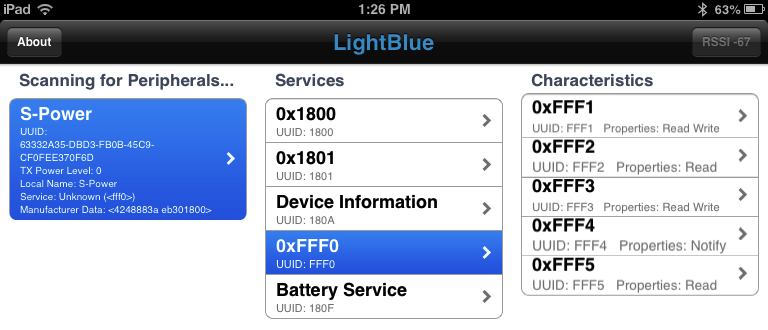 iPad 1:26 PM 63%
About LightBlue RSSI -67
Scanning for Peripherals...
S-Power
UUID:
63332A35-DBD3-FB0B-45C9-
CF0FEE370F6D
TX Power Level: 0
Local Name: S-Power
Service: Unknown (<fff0>)
Manufacturer Data: <4248883a eb301800>
Services
0x1800
UUID: 1800
0x1801
UUID: 1801
Device Information
UUID: 180A
0xFFF0
UUID: FFF0
Battery Service
UUID: 180F
Characteristics
0xFFF1
UUID: FFF1 Properties: Read Write
0xFFF2
UUID: FFF2 Properties: Read
0xFFF3
UUID: FFF3 Properties: Read Write
0xFFF4
UUID: FFF4 Properties: Notify
0xFFF5
UUID: FFF5 Properties: Read